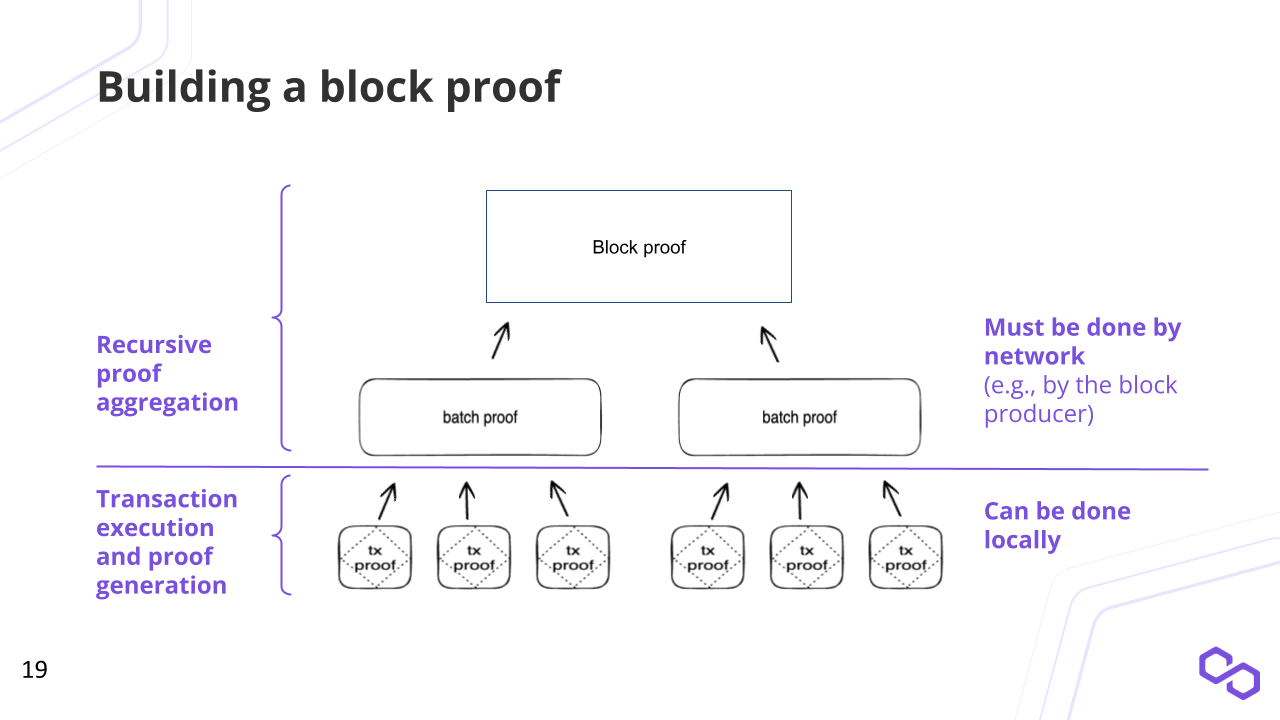 Building a block proof
Block proof
Recursive
proof
aggregation
Must be done by
network
(e.g., by the block
producer)
batch proof
batch proof
Transaction
execution
and proof
generation
Can be done
locally
tx
proof
tx
proof
tx
proof
tx
proof
tx
proof
tx
proof
19